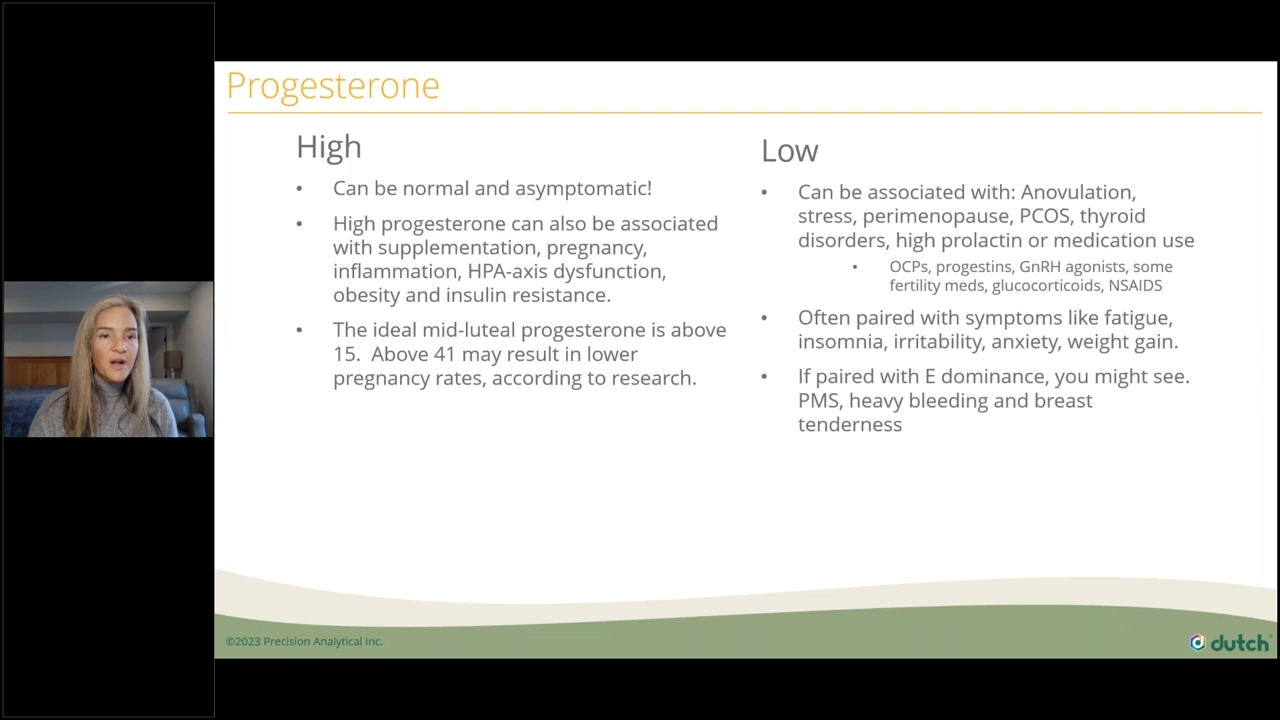 Progesterone
High
• Can be normal and asymptomatic!
• High progesterone can also be associated
with supplementation, pregnancy,
inflammation, HPA-axis dysfunction,
obesity and insulin resistance.
• The ideal mid-luteal progesterone is above
15. Above 41 may result in lower
pregnancy rates, according to research.
Low
• Can be associated with: Anovulation,
stress, perimenopause, PCOS, thyroid
disorders, high prolactin or medication use
• OCPs, progestins, GnRH agonists, some
fertility meds, glucocorticoids, NSAIDS
• Often paired with symptoms like fatigue,
insomnia, irritability, anxiety, weight gain.
• If paired with E dominance, you might see.
PMS, heavy bleeding and breast
tenderness
©2023 Precision Analytical Inc.
dutch